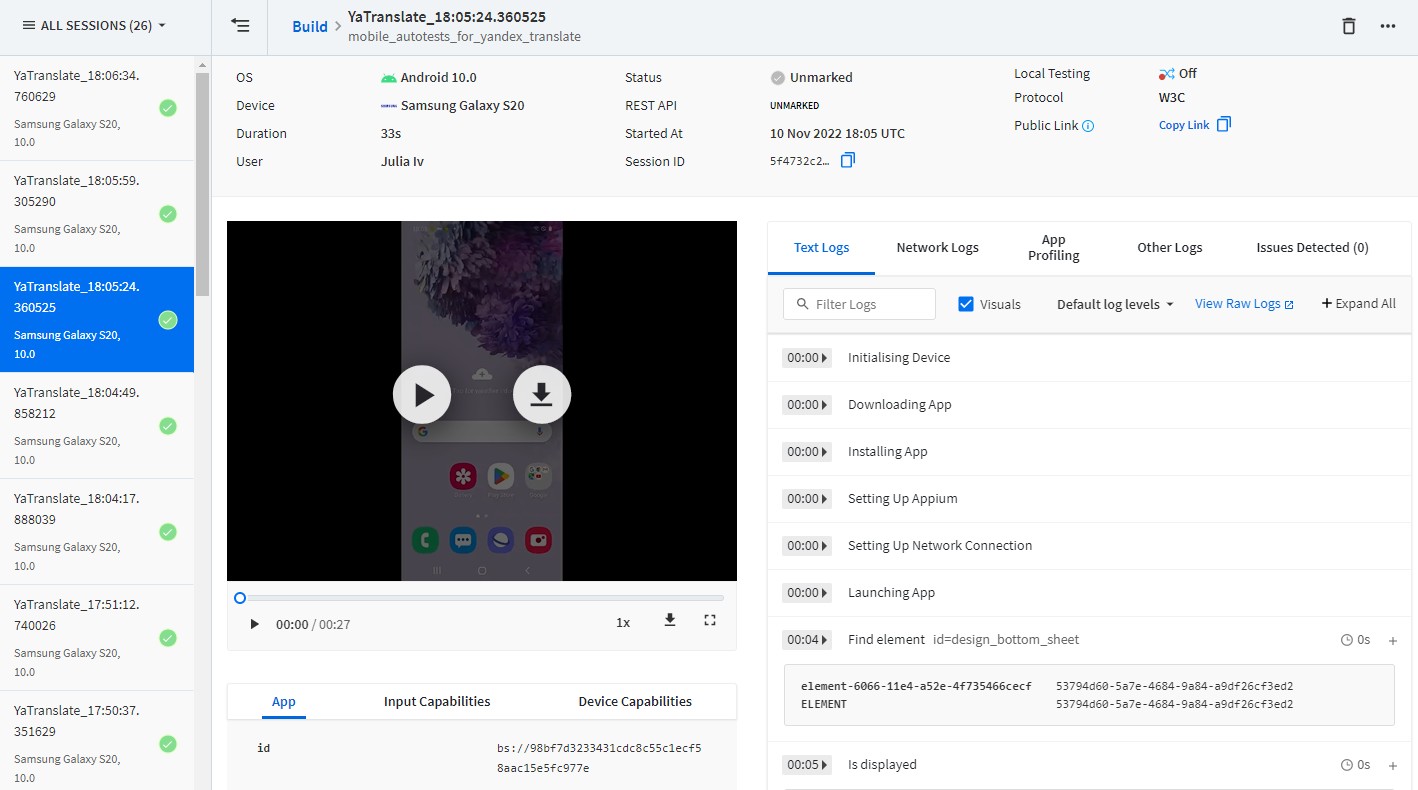 ALL SESSIONS (26)
Build > YaTranslate_18:05:24.360525
mobile_autotests_for_yandex_translate
YaTranslate_18:06:34.
760629
Samsung Galaxy S20,
10.0
YaTranslate_18:05:59.
305290
Samsung Galaxy S20,
10.0
YaTranslate_18:05:24.
360525
Samsung Galaxy S20,
10.0
YaTranslate_18:04:49.
858212
Samsung Galaxy S20,
10.0
YaTranslate_18:04:17.
888039
Samsung Galaxy S20,
10.0
YaTranslate_17:51:12.
740026
Samsung Galaxy S20,
10.0
YaTranslate_17:50:37.
351629
Samsung Galaxy S20,
10.0
OS Android 10.0
Device Samsung Galaxy S20
Duration 33s
User Julia Iv
Status Unmarked
REST API UNMARKED
Started At 10 Nov 2022 18:05 UTC
Session ID 5f4732c2…
Local Testing Off
Protocol W3C
Public Link Copy Link
00:00 / 00:27
1x
App Input Capabilities Device Capabilities
id bs://98bf7d3233431cdc8c55c1ecf5
8aac15e5fc977e
Text Logs Network Logs App Profiling Other Logs Issues Detected (0)
Filter Logs Visuals Default log levels View Raw Logs + Expand All
00:00 Initialising Device
00:00 Downloading App
00:00 Installing App
00:00 Setting Up Appium
00:00 Setting Up Network Connection
00:00 Launching App
00:04 Find element id=design_bottom_sheet 0s +
element-6066-11e4-a52e-4f735466cecf 53794d60-5a7e-4684-9a84-a9df26cf3ed2
ELEMENT 53794d60-5a7e-4684-9a84-a9df26cf3ed2
00:05 Is displayed 0s +